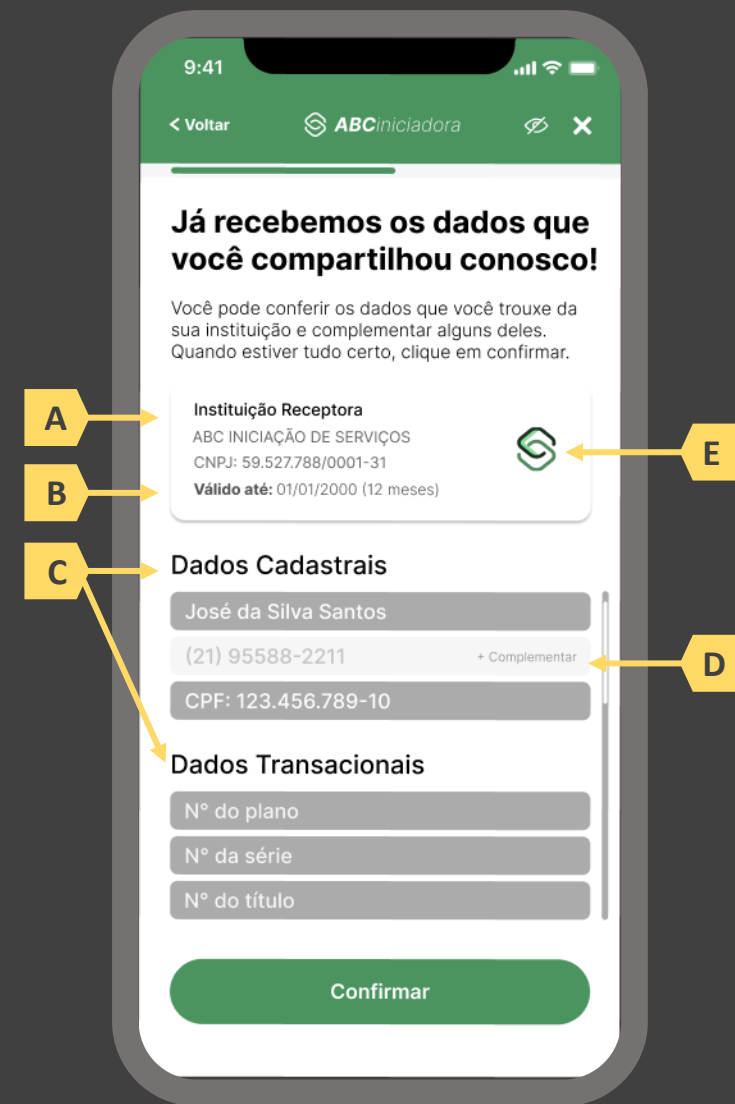 9:41
< Voltar
ABCiniciadora
Já recebemos os dados que
você compartilhou conosco!
Você pode conferir os dados que você trouxe da
sua instituição e complementar alguns deles.
Quando estiver tudo certo, clique em confirmar.
A
Instituição Receptora
ABC INICIAÇÃO DE SERVIÇOS
E
CNPJ: 59.527.788/0001-31
B
Válido até: 01/01/2000 (12 meses)
C
Dados Cadastrais
José da Silva Santos
(21) 95588-2211
+ Complementar
D
CPF: 123.456.789-10
Dados Transacionais
N° do plano
N° da série
N° do título
Confirmar